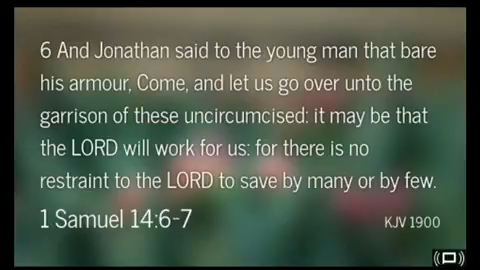 6 And Jonathan said to the young man that bare
his armour, Come, and let us go over unto the
garrison of these uncircumcised: it may be that
the LORD will work for us: for there is no
restraint to the LORD to save by many or by few.
1 Samuel 14:6-7
KJV 1900